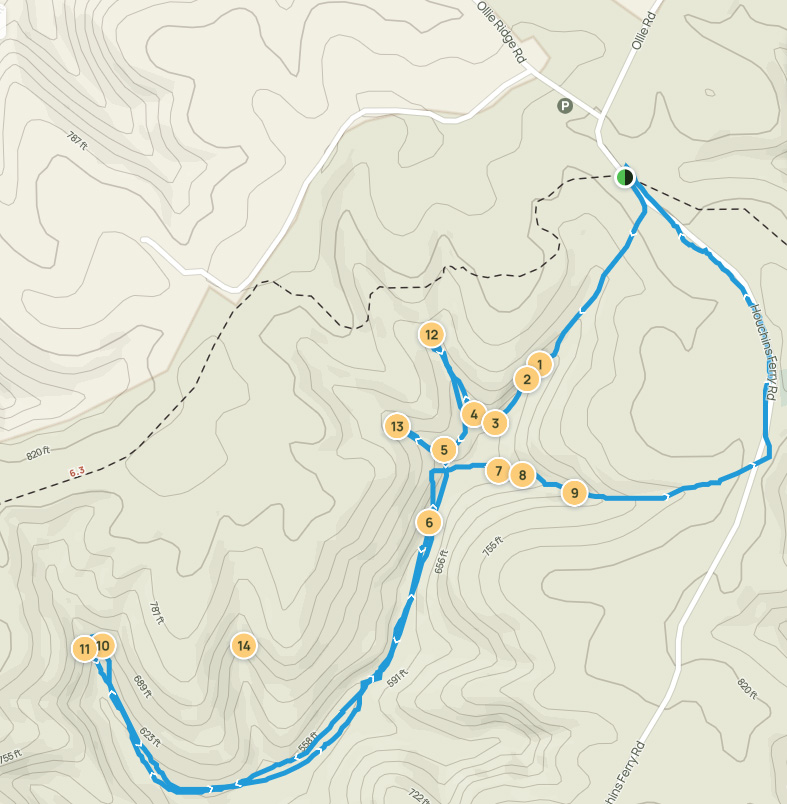 Ollie Ridge Rd
Ollie Rd
P
787 ft
Houchins Ferry Rd
12
1
2
4
3
13
5
820 ft
6.3
7
8
9
6
656 ft
755 ft
781 ft
11
10
14
689 ft
591 ft
820 ft
623 ft
558 ft
755 ft
hins Ferry Rd
722 ft